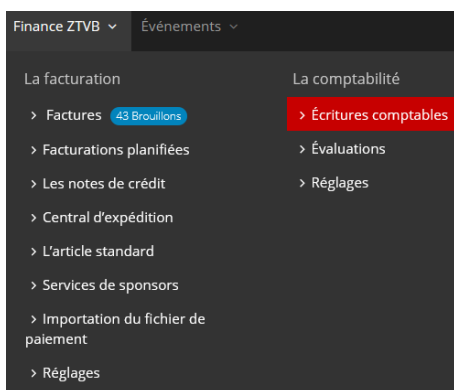 Finance ZTVB Événements
La facturation
Factures 43 Brouillons
Facturations planifiées
Les notes de crédit
Central d'expédition
L'article standard
Services de sponsors
Importation du fichier de
paiement
Réglages
La comptabilité
Écritures comptables
Évaluations
Réglages